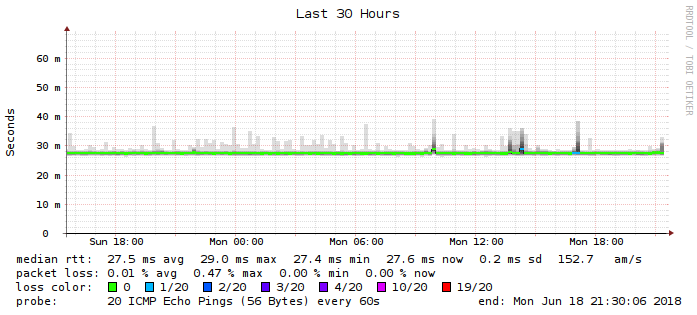 Last 30 Hours
RRDTOOL / TOBI OETIKER
Seconds
60 m
50 m
40 m
30 m
20 m
10 m
0
Sun 18:00 Mon 00:00 Mon 06:00 Mon 12:00 Mon 18:00
median rtt: 27.5 ms avg 29.0 ms max 27.4 ms min 27.6 ms now 0.2 ms sd 152.7 am/s
packet loss: 0.01 % avg 0.47 % max 0.00 % min 0.00 % now
loss color: 0 1/20 2/20 3/20 4/20 10/20 19/20
probe: 20 ICMP Echo Pings (56 Bytes) every 60s end: Mon Jun 18 21:30:06 2018